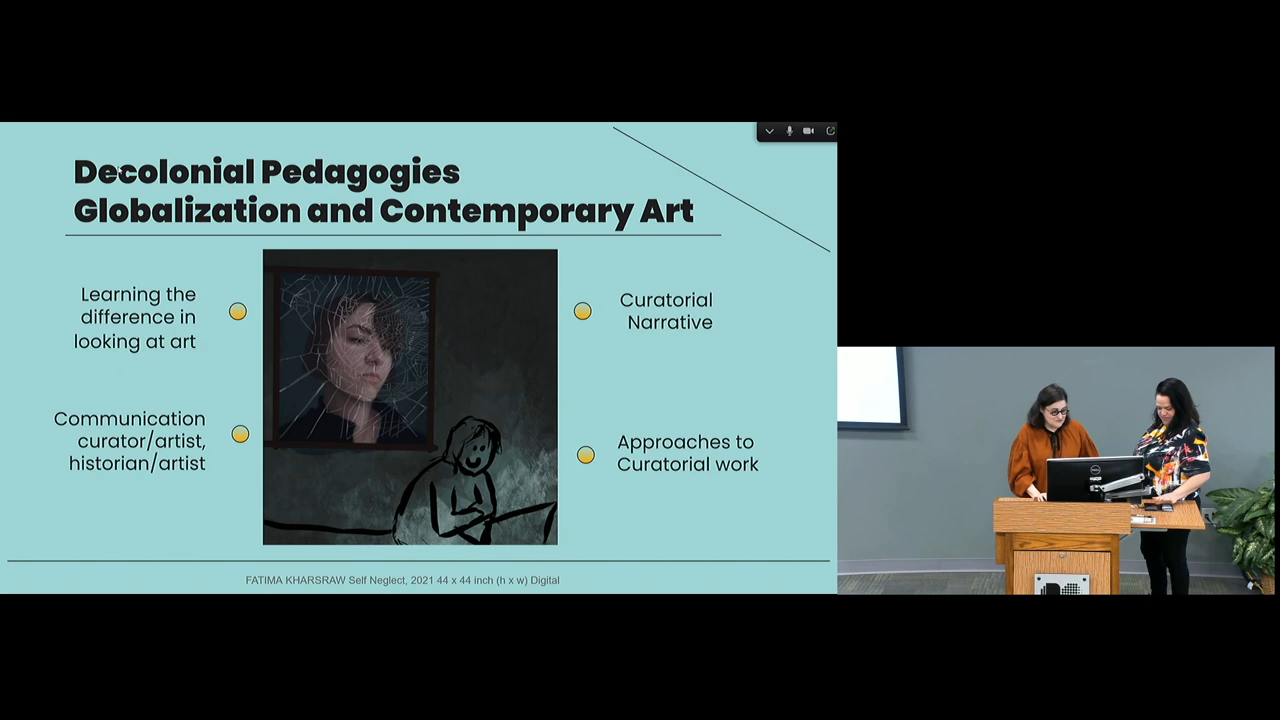 Decolonial Pedagogies
Globalization and Contemporary Art
Learning the
difference in
looking at art
Communication
curator/artist,
historian/artist
Curatorial
Narrative
Approaches to
Curatorial work
FATIMA KHARSRAW Self Neglect, 2021 44 x 44 inch (h x w) Digital
DELL